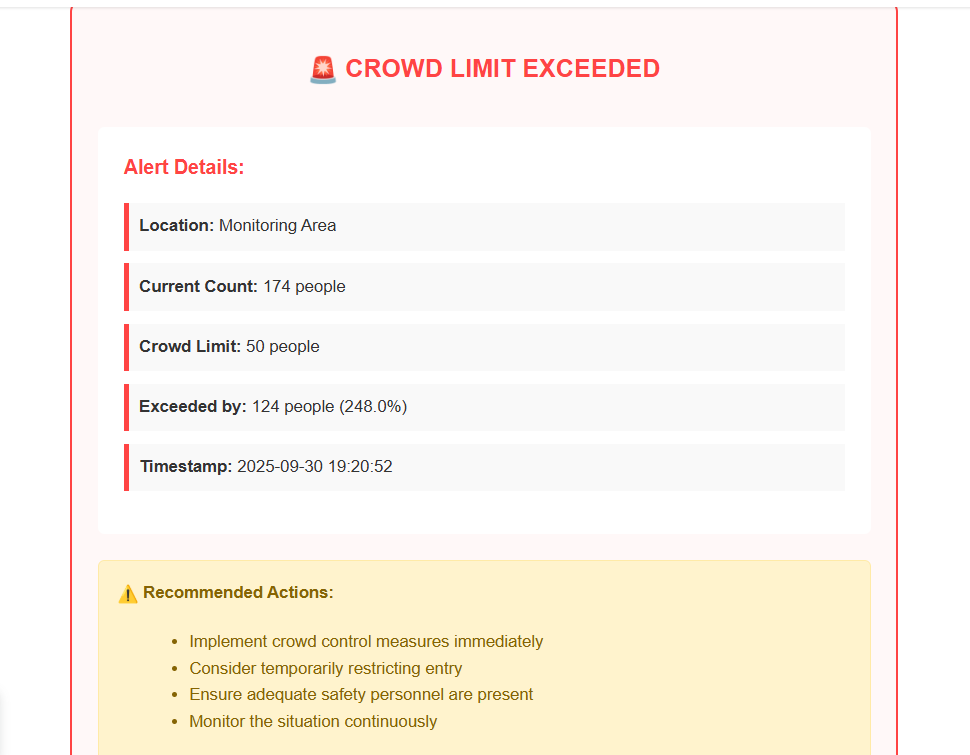 🚨 CROWD LIMIT EXCEEDED
Alert Details:
Location: Monitoring Area
Current Count: 174 people
Crowd Limit: 50 people
Exceeded by: 124 people (248.0%)
Timestamp: 2025-09-30 19:20:52
⚠️ Recommended Actions:
• Implement crowd control measures immediately
• Consider temporarily restricting entry
• Ensure adequate safety personnel are present
• Monitor the situation continuously